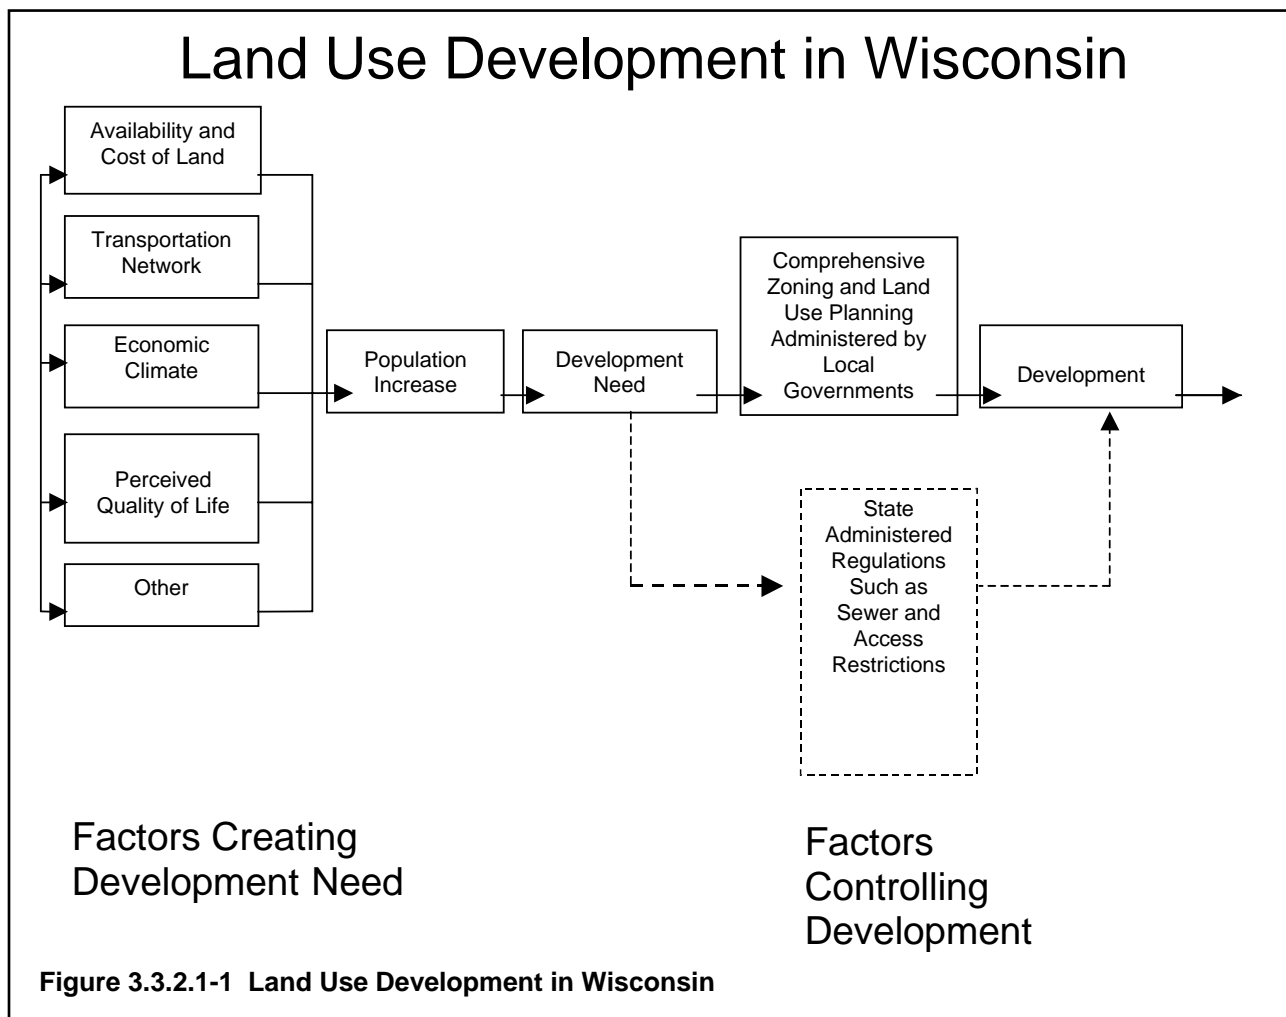 Land Use Development in Wisconsin
Availability and
Cost of Land
Transportation
Network
Economic
Climate
Perceived
Quality of Life
Other
Population
Increase
Development
Need
Comprehensive
Zoning and Land
Use Planning
Administered by
Local
Governments
Development
State
Administered
Regulations
Such as
Sewer and
Access
Restrictions
Factors Creating
Development Need
Factors
Controlling
Development
Figure 3.3.2.1-1  Land Use Development in Wisconsin